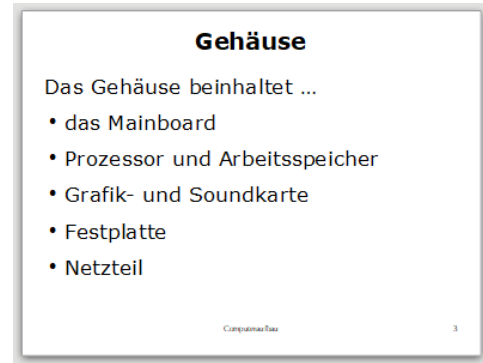 Gehäuse
Das Gehäuse beinhaltet ...
• das Mainboard
• Prozessor und Arbeitsspeicher
• Grafik- und Soundkarte
• Festplatte
• Netzteil
Computeraufbau 3